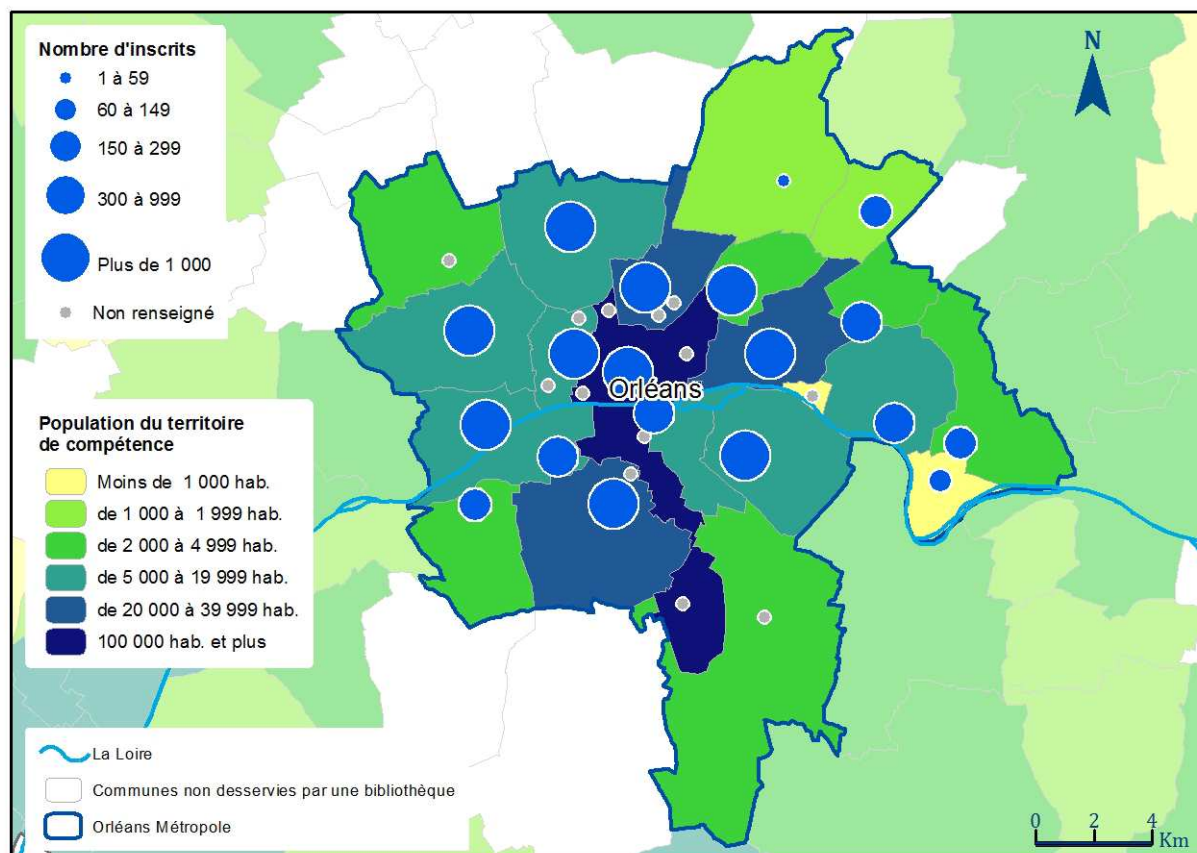 Nombre d'inscrits
1 à 59
60 à 149
150 à 299
300 à 999
Plus de 1 000
Non renseigné
N
Orléans
Population du territoire
de compétence
Moins de 1 000 hab.
de 1 000 à 1 999 hab.
de 2 000 à 4 999 hab.
de 5 000 à 19 999 hab.
de 20 000 à 39 999 hab.
100 000 hab. et plus
La Loire
Communes non desservies par une bibliothèque
Orléans Métropole
0 2 4
Km